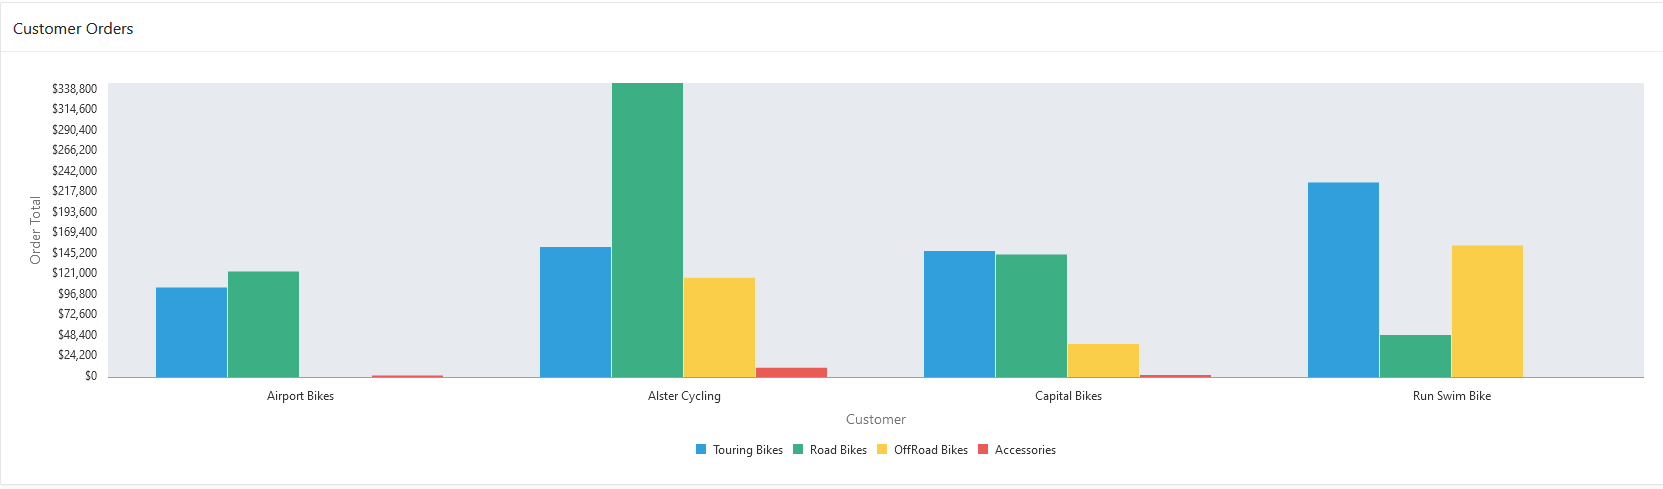 Customer Orders
$338,800
$314,600
$290,400
$266,200
$242,000
$217,800
$193,600
$169,400
$145,200
$121,000
$96,800
$72,600
$48,400
$24,200
$0
Order Total
Airport Bikes
Alster Cycling
Capital Bikes
Run Swim Bike
Customer
Touring Bikes
Road Bikes
OffRoad Bikes
Accessories